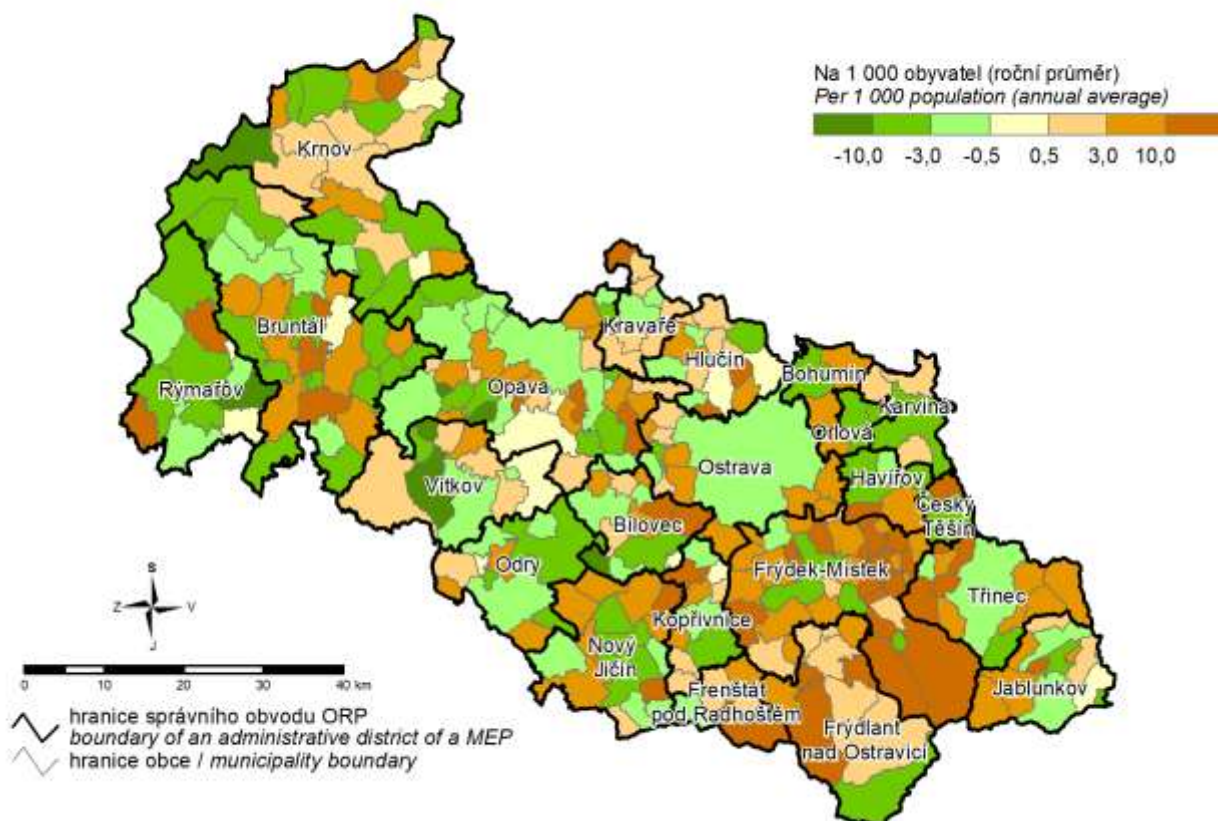 Na 1 000 obyvatel (roční průměr)
Per 1 000 population (annual average)
-10,0 -3,0 -0,5 0,5 3,0 10,0
Krnov
Bruntál
Rýmařov
Kravaře
Hlučín
Opava
Bohumín
Karviná
Orlová
Ostrava
Havířov
Český
Těšín
Vítkov
Bílovec
Odry
Frýdek-Místek
Třinec
Kopřivnice
Nový
Jičín
Jablunkov
Frenštát
pod Radhoštěm
Frýdlant
nad Ostravicí
S
Z V
J
0 10 20 30 40 km
hranice správního obvodu ORP
boundary of an administrative district of a MEP
hranice obce / municipality boundary